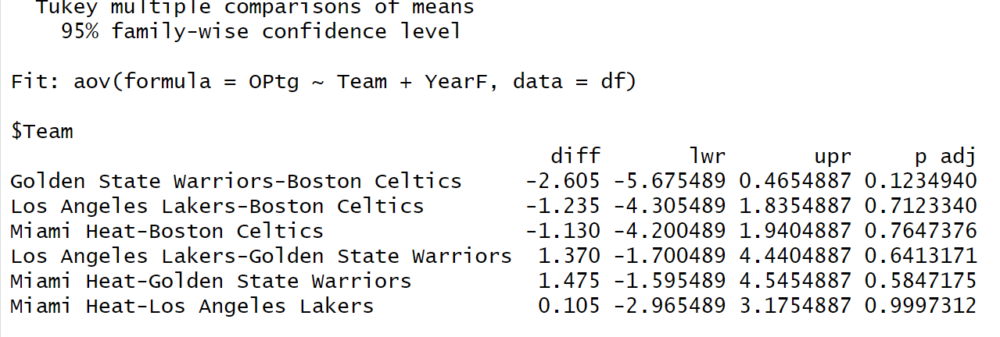 Tukey multiple comparisons of means
95% family-wise confidence level
Fit: aov(formula = OPtg ~ Team + YearF, data = df)
$Team
diff lwr upr p adj
Golden State Warriors-Boston Celtics -2.605 -5.675489 0.4654887 0.1234940
Los Angeles Lakers-Boston Celtics -1.235 -4.305489 1.8354887 0.7123340
Miami Heat-Boston Celtics -1.130 -4.200489 1.9404887 0.7647376
Los Angeles Lakers-Golden State Warriors 1.370 -1.700489 4.4404887 0.6413171
Miami Heat-Golden State Warriors 1.475 -1.595489 4.5454887 0.5847175
Miami Heat-Los Angeles Lakers 0.105 -2.965489 3.1754887 0.9997312